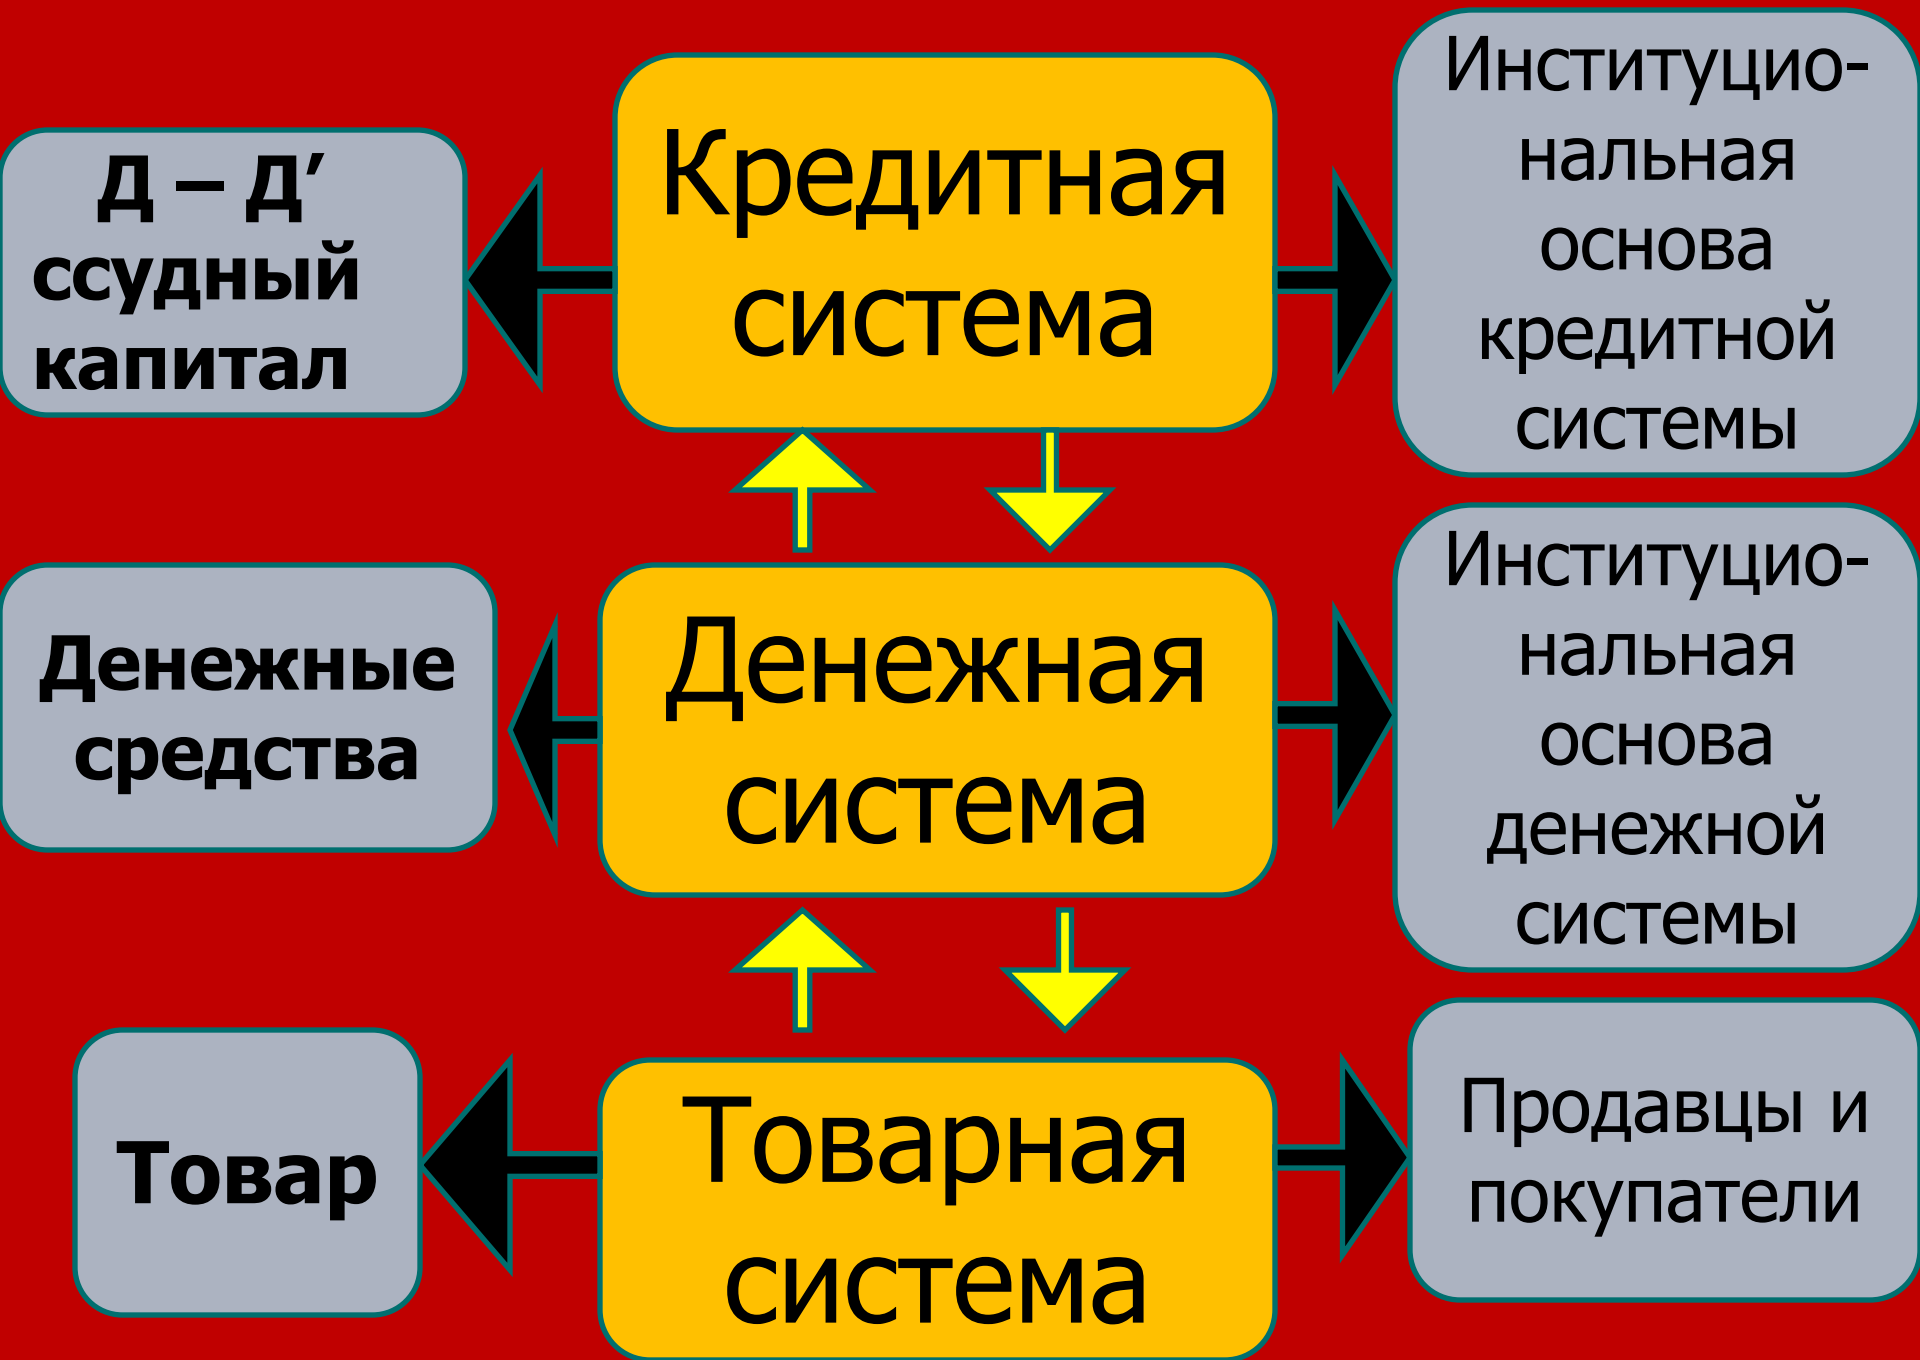 Д – Д’
ссудный
капитал
Кредитная
система
Институцио-
нальная
основа
кредитной
системы
Денежные
средства
Денежная
система
Институцио-
нальная
основа
денежной
системы
Товар
Товарная
система
Продавцы и
покупатели